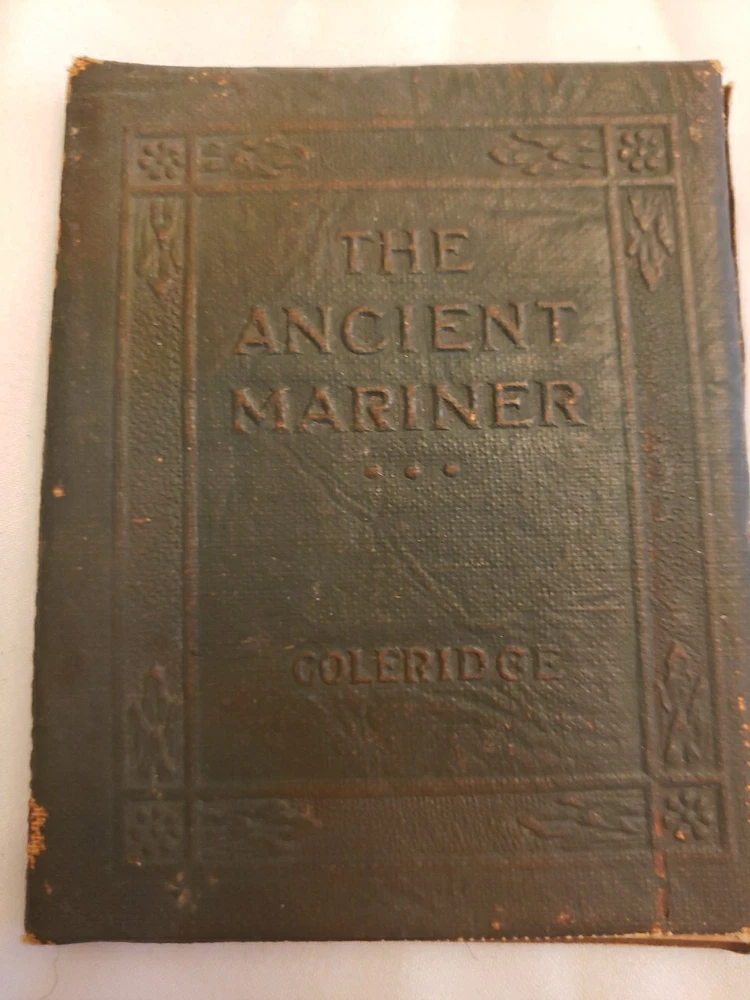 THE
ANCIENT
MARINER
...
COLERIDGE